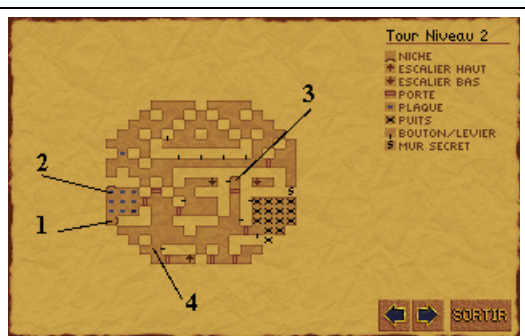 Tour Niveau 2
NICHE
ESCALIER HAUT
ESCALIER BAS
PORTE
PLAQUE
PUITS
BOUTON/LEVIER
S MUR SECRET
3
2
S
1
4
SORTIR